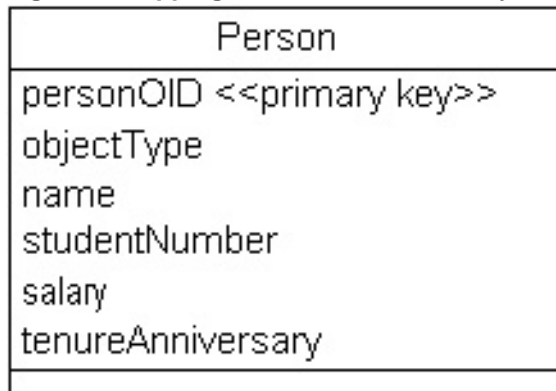 Person
personOID <<primary key>>
objectType
name
studentNumber
salary
tenureAnniversary